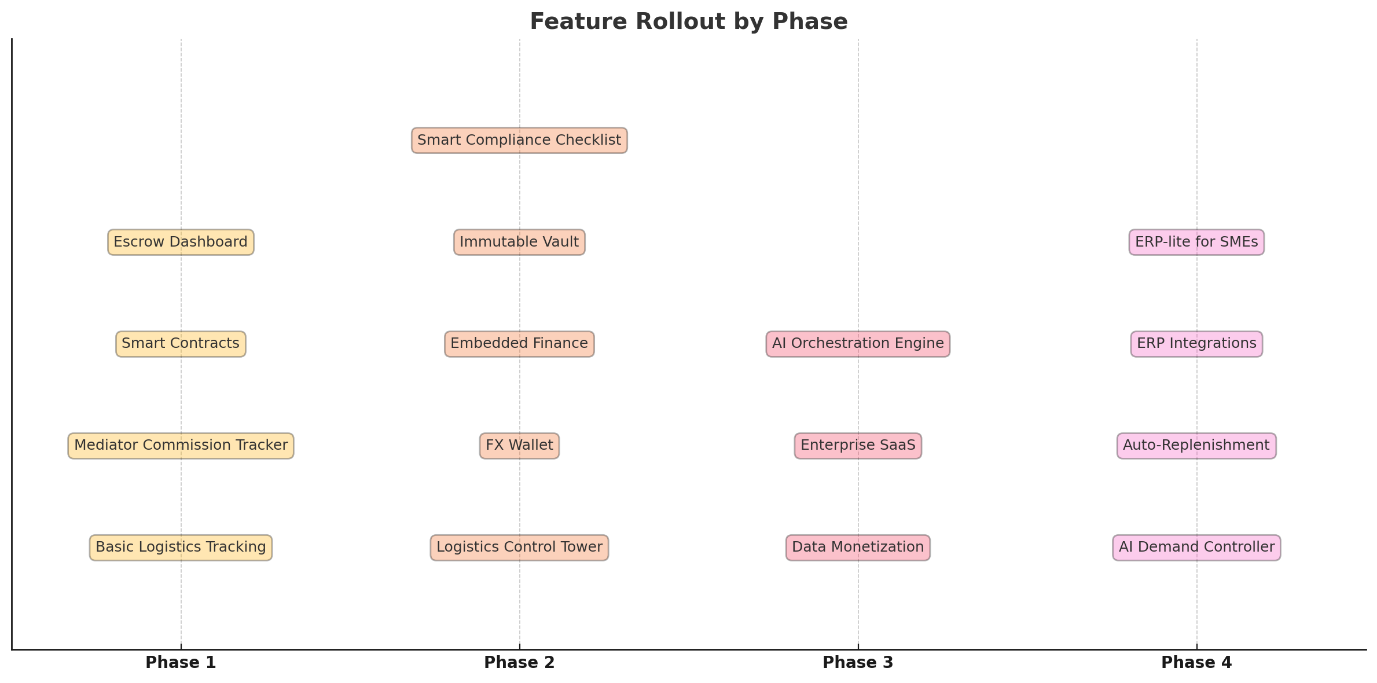 Feature Rollout by Phase
Smart Compliance Checklist
Escrow Dashboard
Immutable Vault
ERP-lite for SMEs
Smart Contracts
Embedded Finance
AI Orchestration Engine
ERP Integrations
Mediator Commission Tracker
FX Wallet
Enterprise SaaS
Auto-Replenishment
Basic Logistics Tracking
Logistics Control Tower
Data Monetization
AI Demand Controller
Phase 1
Phase 2
Phase 3
Phase 4